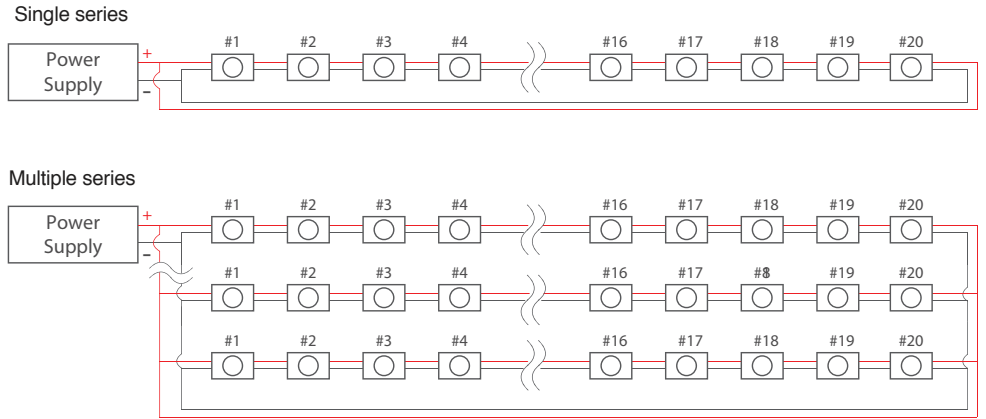 Single series
#1 #2 #3 #4 #16 #17 #18 #19 #20
Power
Supply
+
-
Multiple series
#1 #2 #3 #4 #16 #17 #18 #19 #20
Power
Supply
+
-
#1 #2 #3 #4 #16 #17 #8 #19 #20
#1 #2 #3 #4 #16 #17 #18 #19 #20